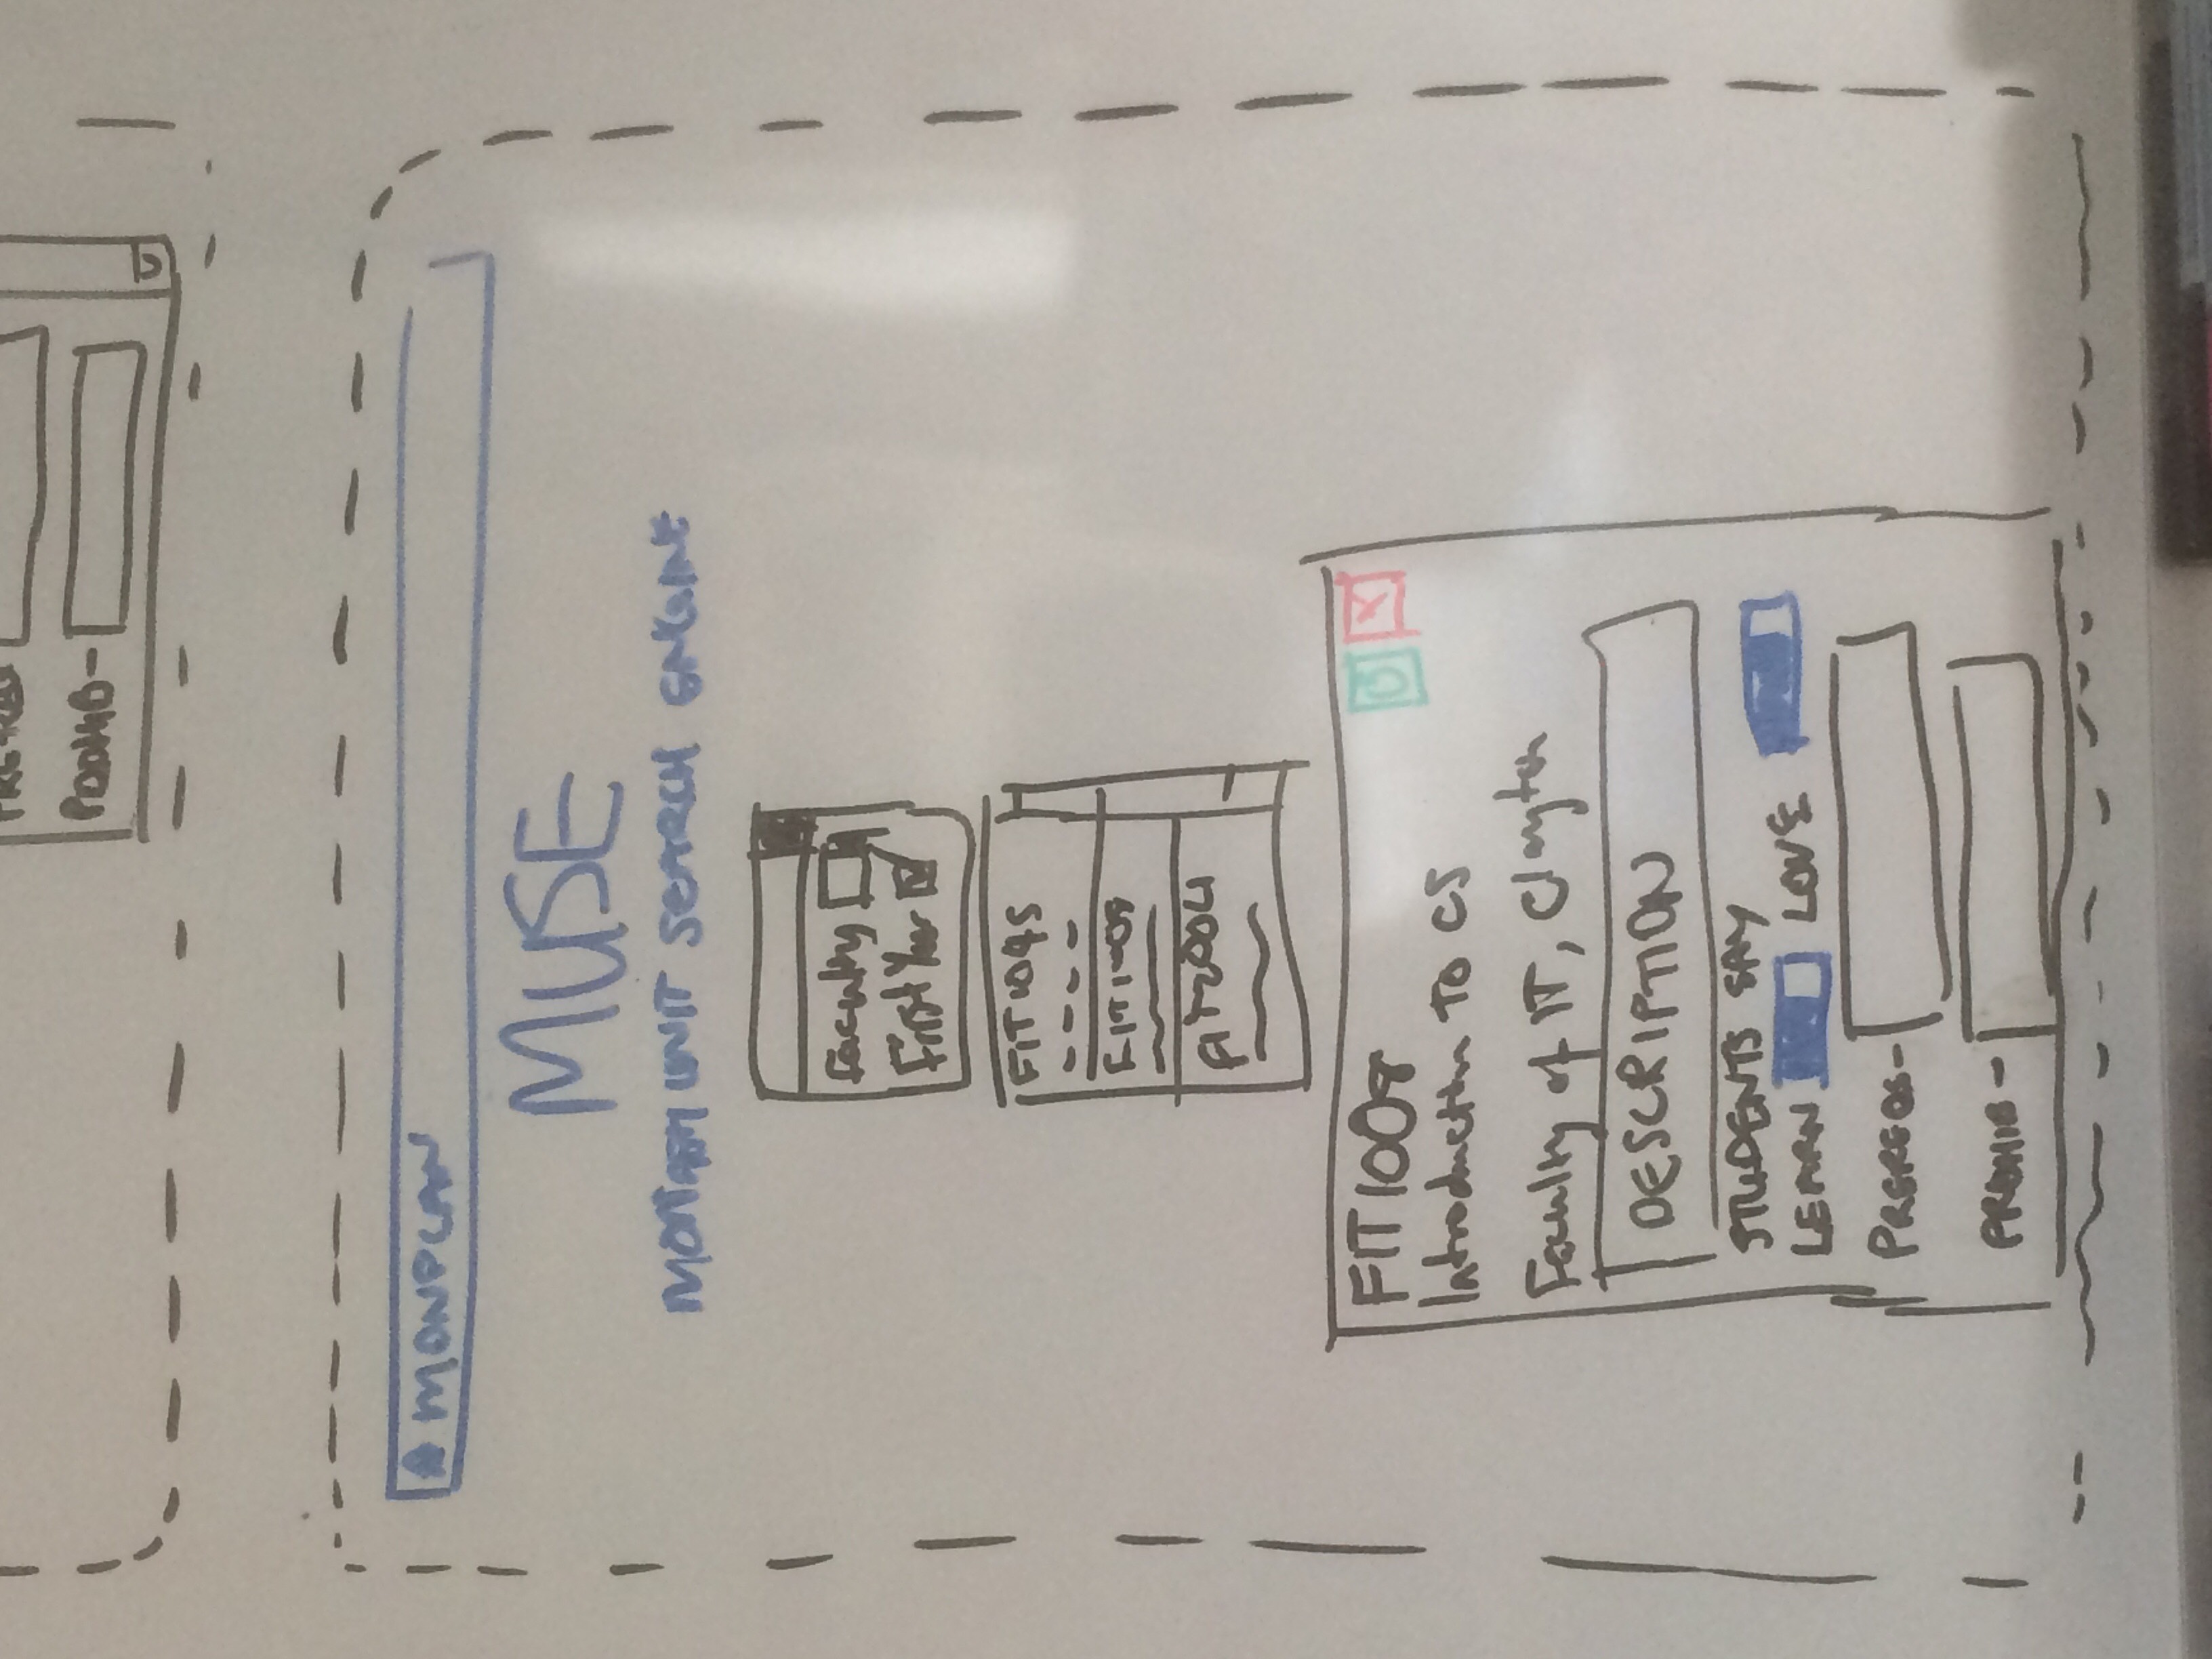 PROHIB-
MONPLAN
MUSE
MONASH UNIT SEARCH ENGINE
Faculty
First Year
FIT1045
FIT1008
FIT2004
FIT1008
Introduction To CS
Faculty of IT, Clayton
DESCRIPTION
STUDENTS SAY
LEARN LOVE
PREREQS-
PROHIB-